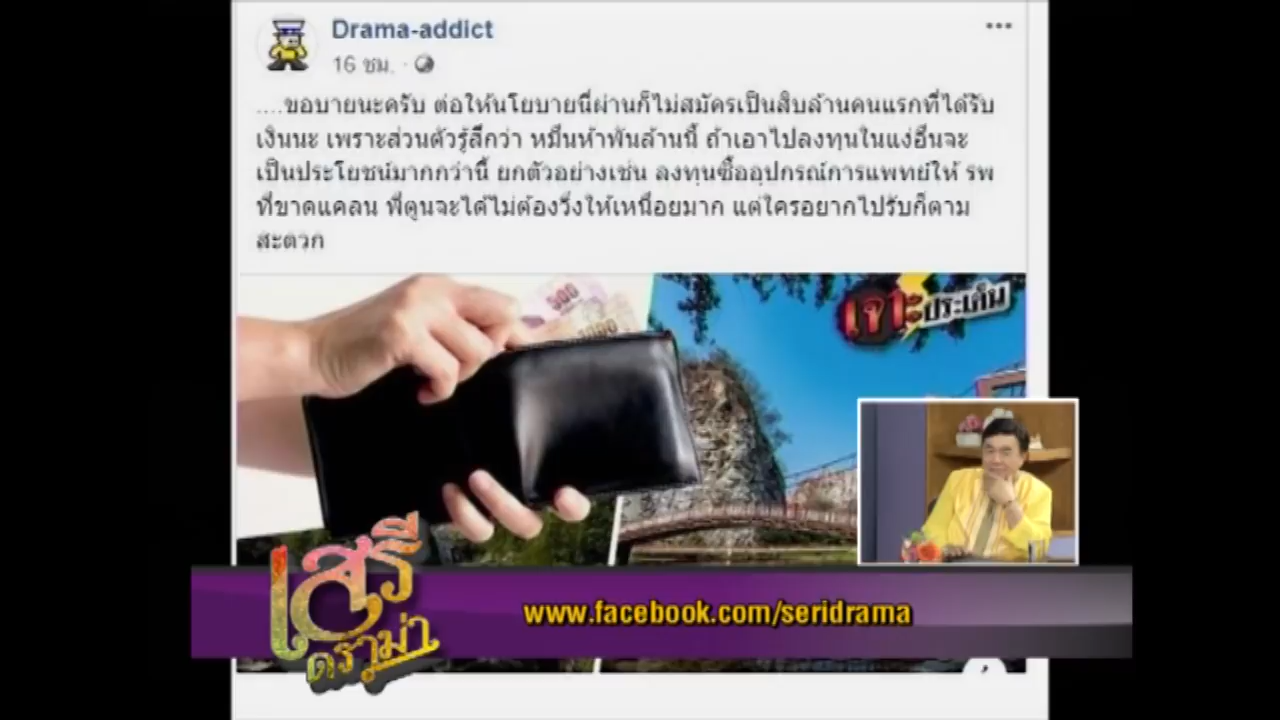 Drama-addict
16 ชม. ·
....ขอบายนะครับ ต่อให้นโยบายนี้ผ่านก็ไม่สมัครเป็นสิบล้านคนแรกที่ได้รับ
เงินนะ เพราะส่วนตัวรู้สึกว่า หมื่นห้าพันล้านนี้ ถ้าเอาไปลงทุนในแง่อื่นจะ
เป็นประโยชน์มากกว่านี้ ยกตัวอย่างเช่น ลงทุนซื้ออุปกรณ์การแพทย์ให้ รพ
ที่ขาดแคลน พี่ตูนจะได้ไม่ต้องวิ่งให้เหนื่อยมาก แต่ใครอยากไปรับก็ตาม
สะดวก
500
1000
เจาะประเด็น
เสรี
ดราม่า
www.facebook.com/seridrama